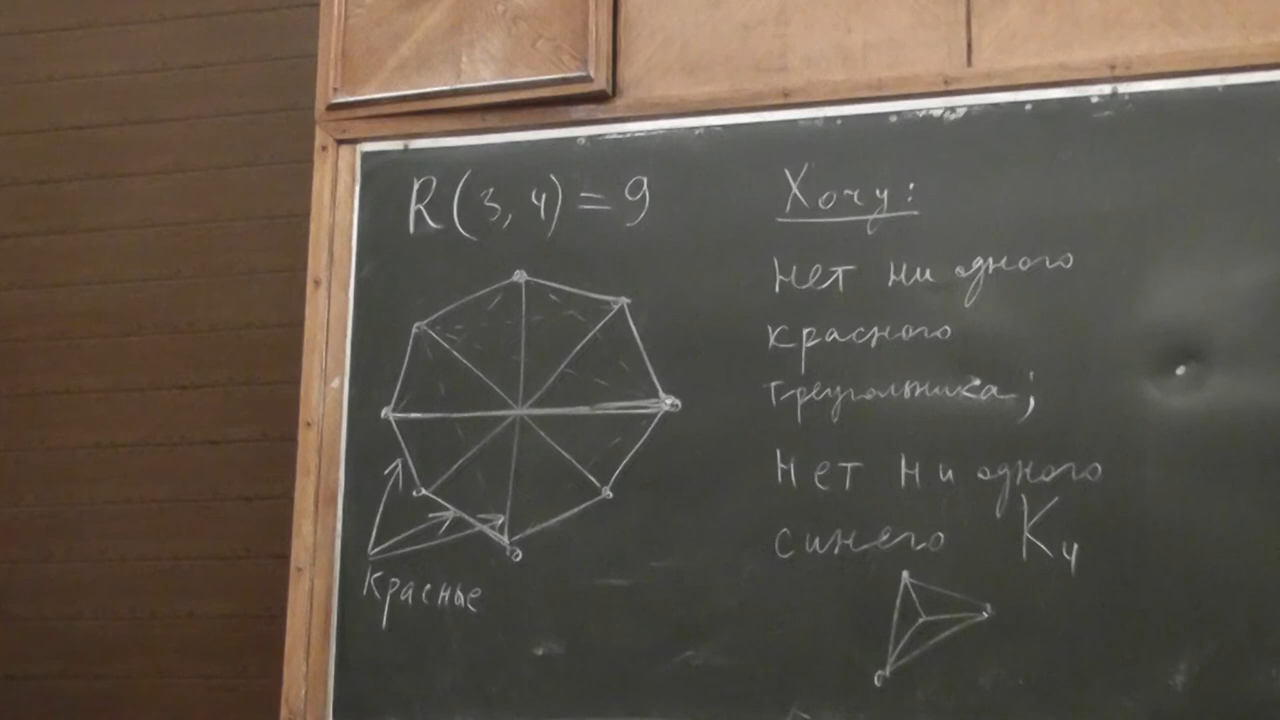 R(3,4)=9
Хочу:
нет ни одного
красного
треугольника;
Нет ни одного
синего K₄
Красные